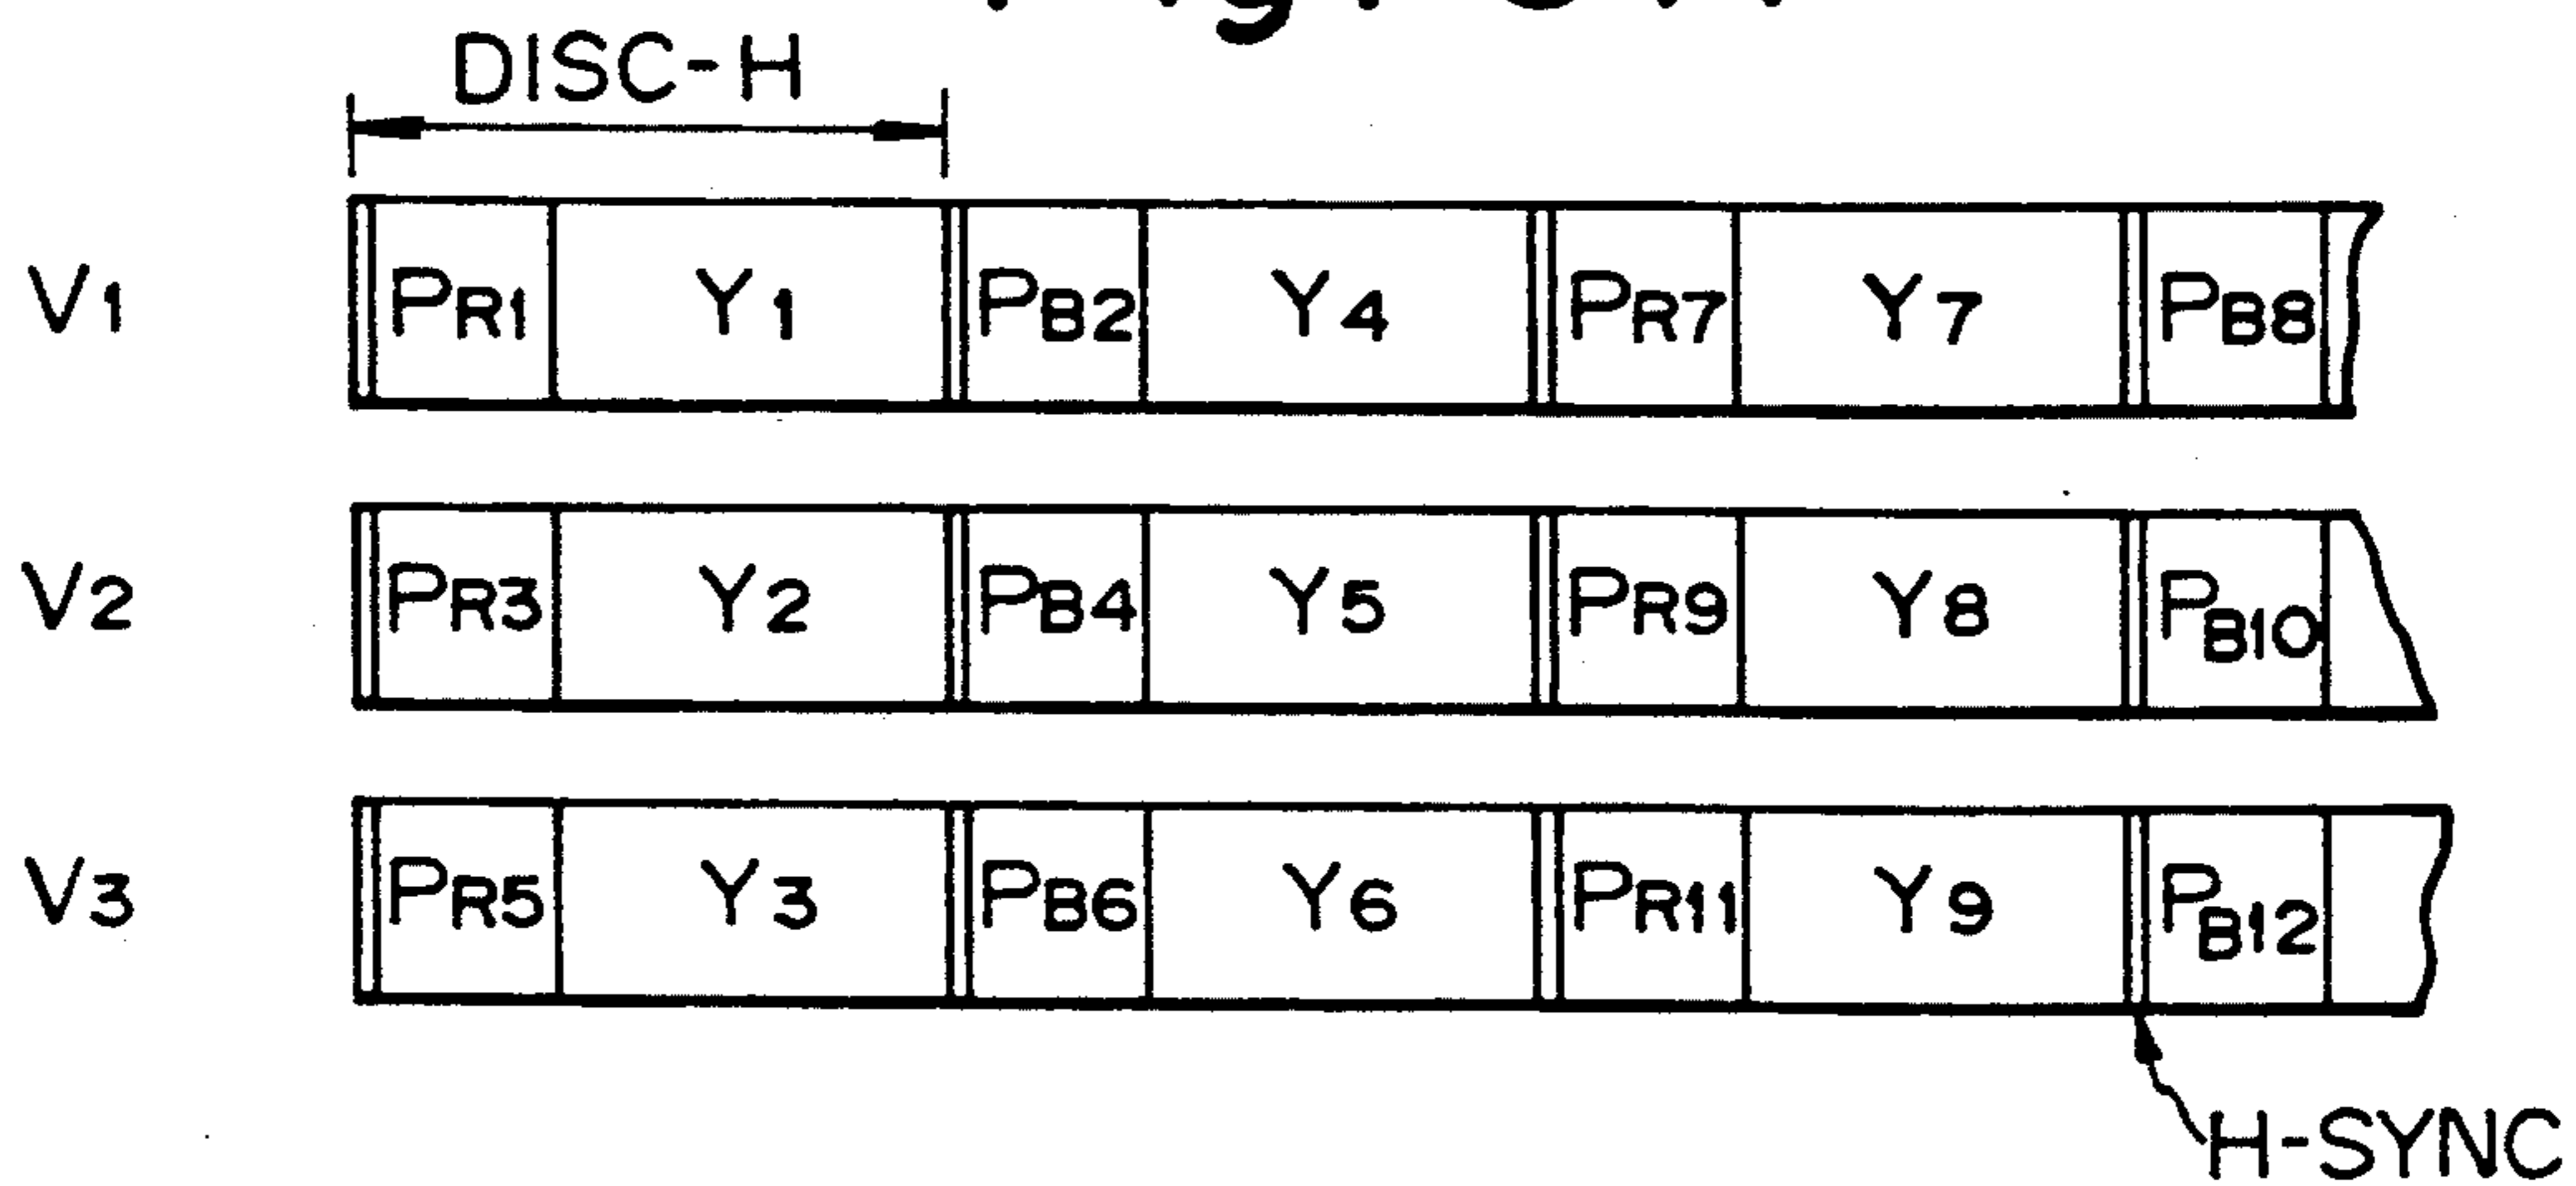 DISC-H
V1 PR1 Y1 PB2 Y4 PR7 Y7 PB8
V2 PR3 Y2 PB4 Y5 PR9 Y8 PB10
V3 PR5 Y3 PB6 Y6 PR11 Y9 PB12
H-SYNC